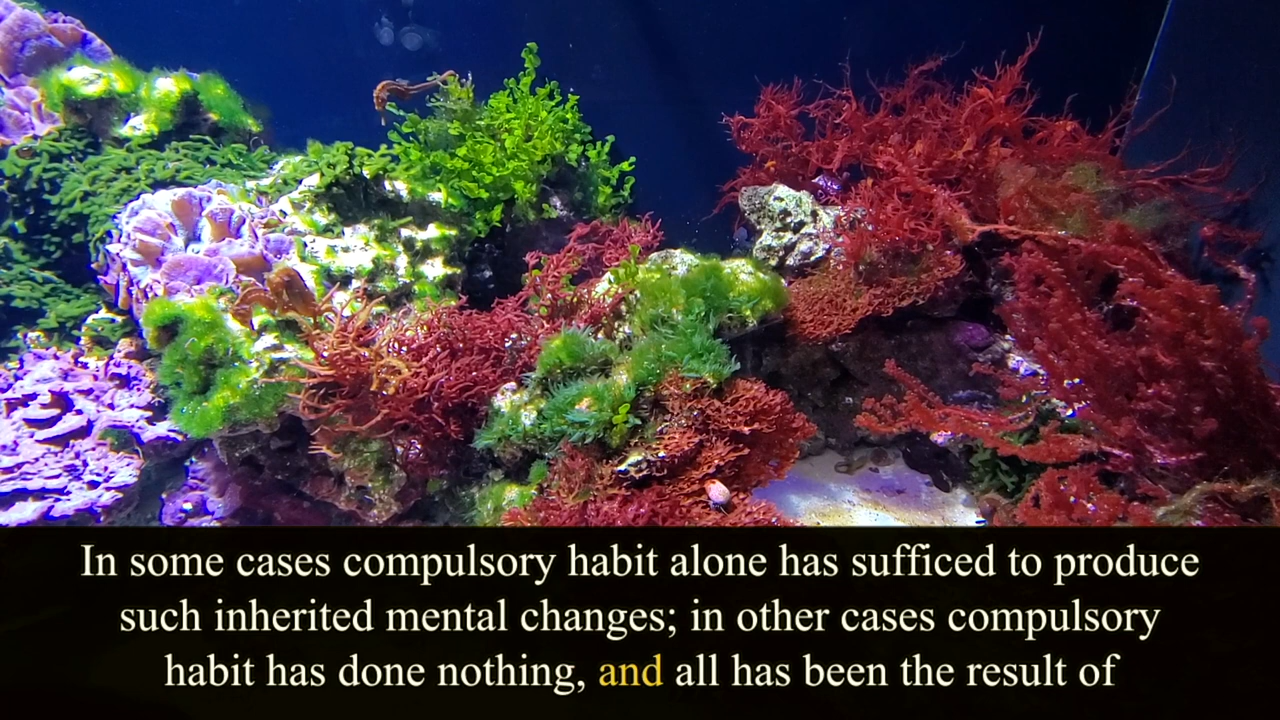 In some cases compulsory habit alone has sufficed to produce
such inherited mental changes; in other cases compulsory
habit has done nothing, and all has been the result of